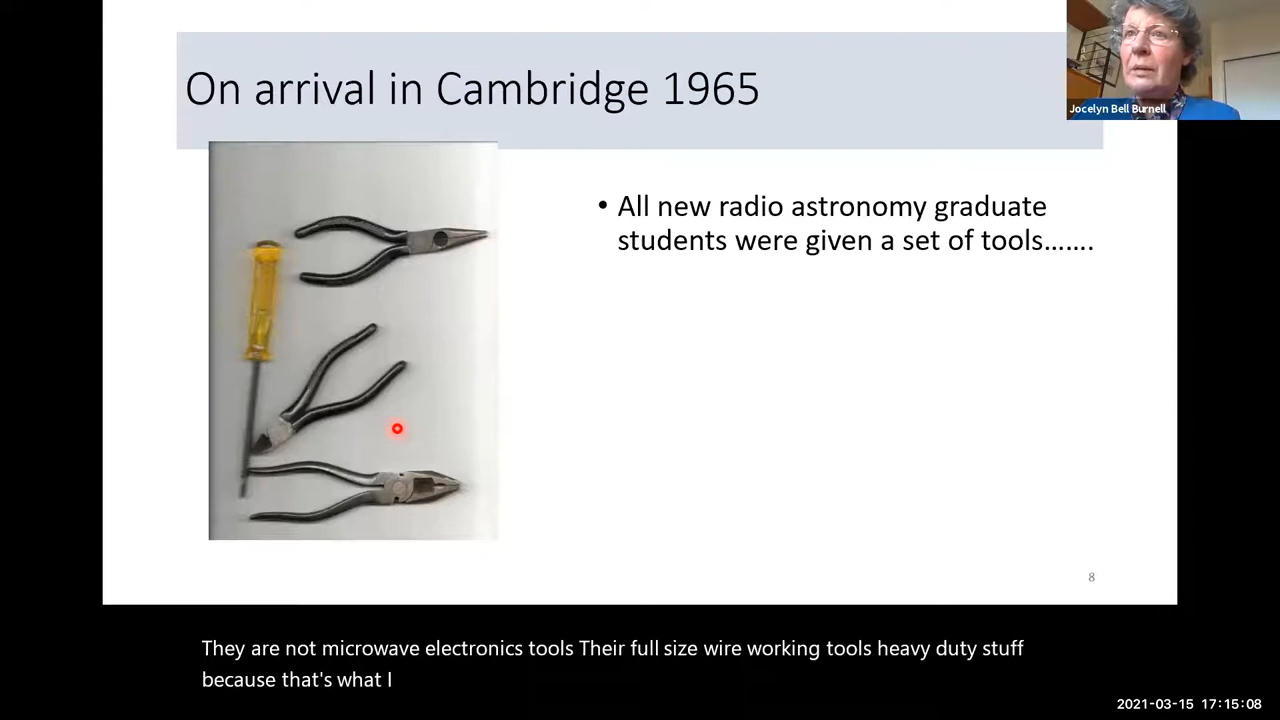 On arrival in Cambridge 1965
Jocelyn Bell Burnell
• All new radio astronomy graduate
students were given a set of tools.......
8
They are not microwave electronics tools Their full size wire working tools heavy duty stuff
because that's what I
2021-03-15 17:15:08